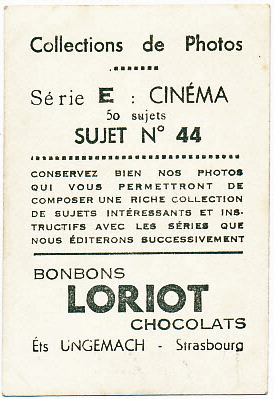 Collections de Photos
Série E : CINÉMA
50 sujets
SUJET N° 44
CONSERVEZ BIEN NOS PHOTOS
QUI VOUS PERMETTRONT DE
COMPOSER UNE RICHE COLLECTION
DE SUJETS INTÉRESSANTS ET INS-
TRUCTIFS AVEC LES SÉRIES QUE
NOUS ÉDITERONS SUCCESSIVEMENT
BONBONS
LORIOT
CHOCOLATS
Éts UNGEMACH - Strasbourg